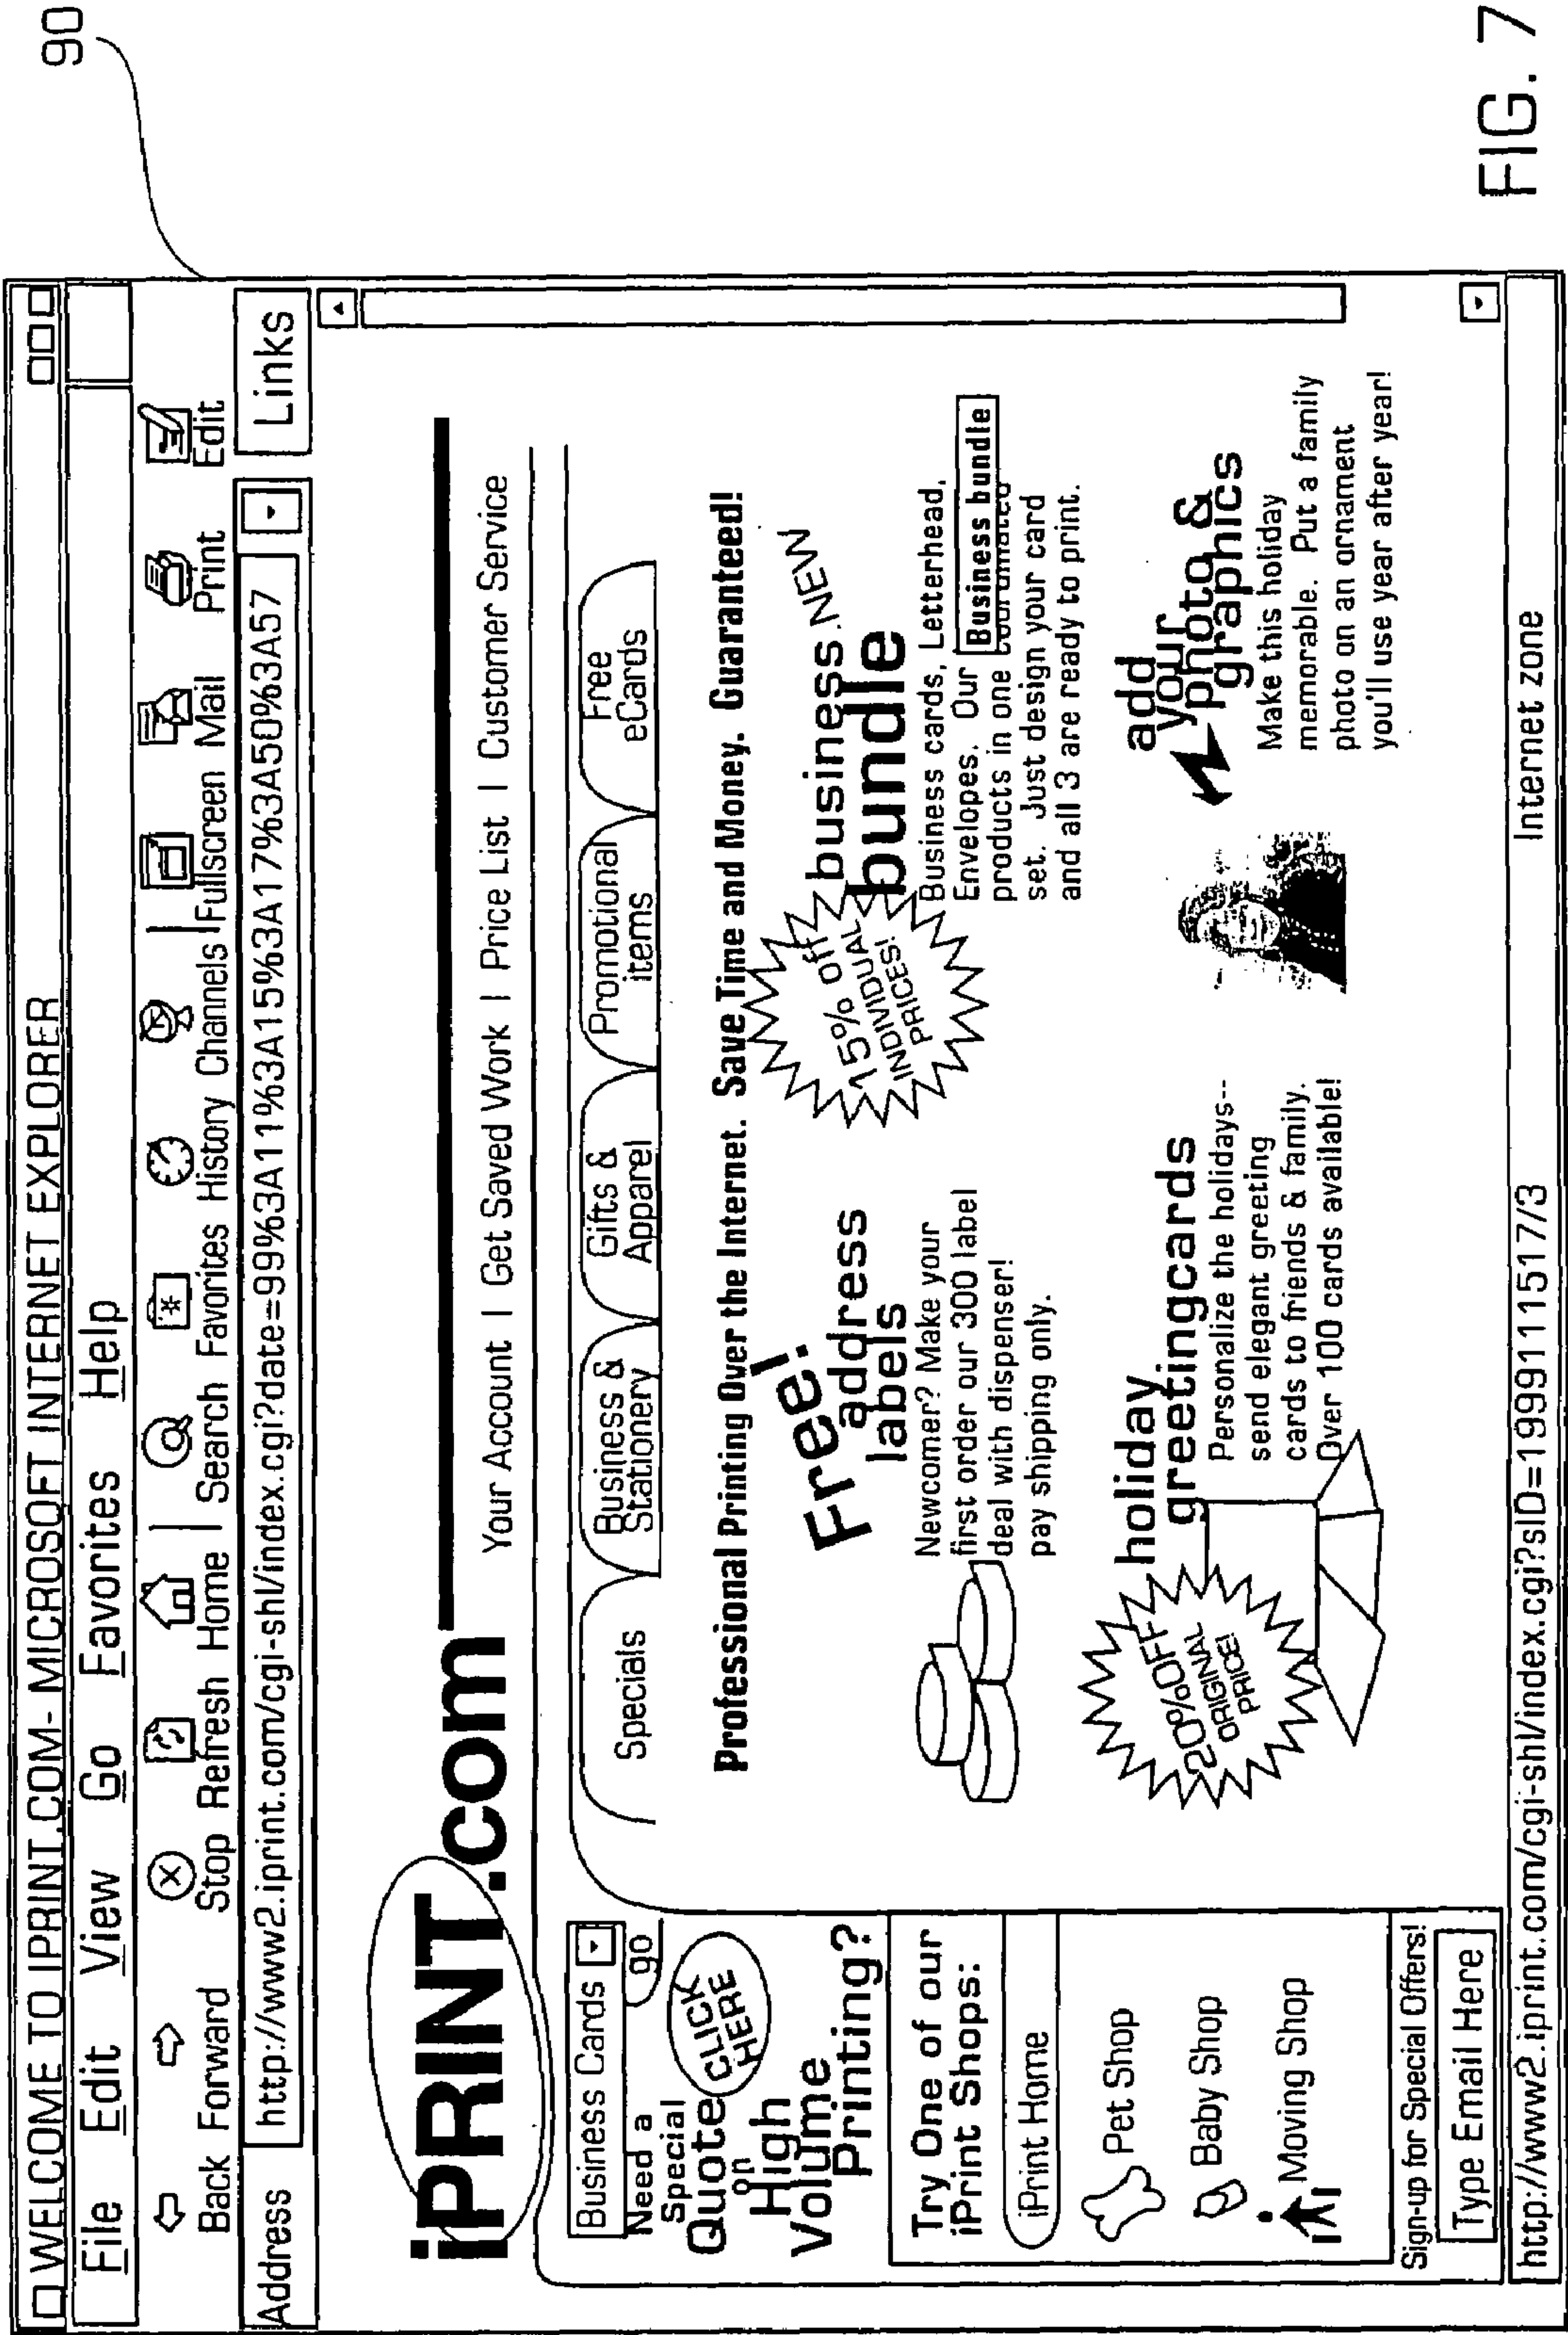 90
WELCOME TO IPRINT.COM- MICROSOFT INTERNET EXPLORER
File Edit View Go Favorites Help
Back Forward Stop Refresh Home Search Favorites History Channels Fullscreen Mail Print Edit
Address http://www2.iprint.com/cgi-shl/index.cgi?date=99%3A11%3A15%3A17%3A50%3A57 Links
iPRINT.com
Your Account | Get Saved Work | Price List | Customer Service
Business Cards
go
Need a
Special
Quote
on
High
Volume
Printing?
CLICK
HERE
Try One of our
iPrint Shops:
iPrint Home
Pet Shop
Baby Shop
Moving Shop
Sign-up for Special Offers!
Type Email Here
Specials
Business &
Stationery
Gifts &
Apparel
Promotional
items
Free
eCards
Professional Printing Over the Internet. Save Time and Money. Guaranteed!
Free!
address
labels
Newcomer? Make your
first order our 300 label
deal with dispenser!
pay shipping only.
15% off
INDIVIDUAL
PRICES!
business NEW
bundle
Business cards, Letterhead,
Envelopes. Our
Business bundle
products in one
set. Just design your card
and all 3 are ready to print.
20%OFF
ORIGINAL
PRICE!
holiday
greetingcards
Personalize the holidays--
send elegant greeting
cards to friends & family.
Over 100 cards available!
add
your
photo &
graphics
Make this holiday
memorable. Put a family
photo on an ornament
you'll use year after year!
http://www2.iprint.com/cgi-shl/index.cgi?sID=19991111517/3 Internet zone
FIG. 7